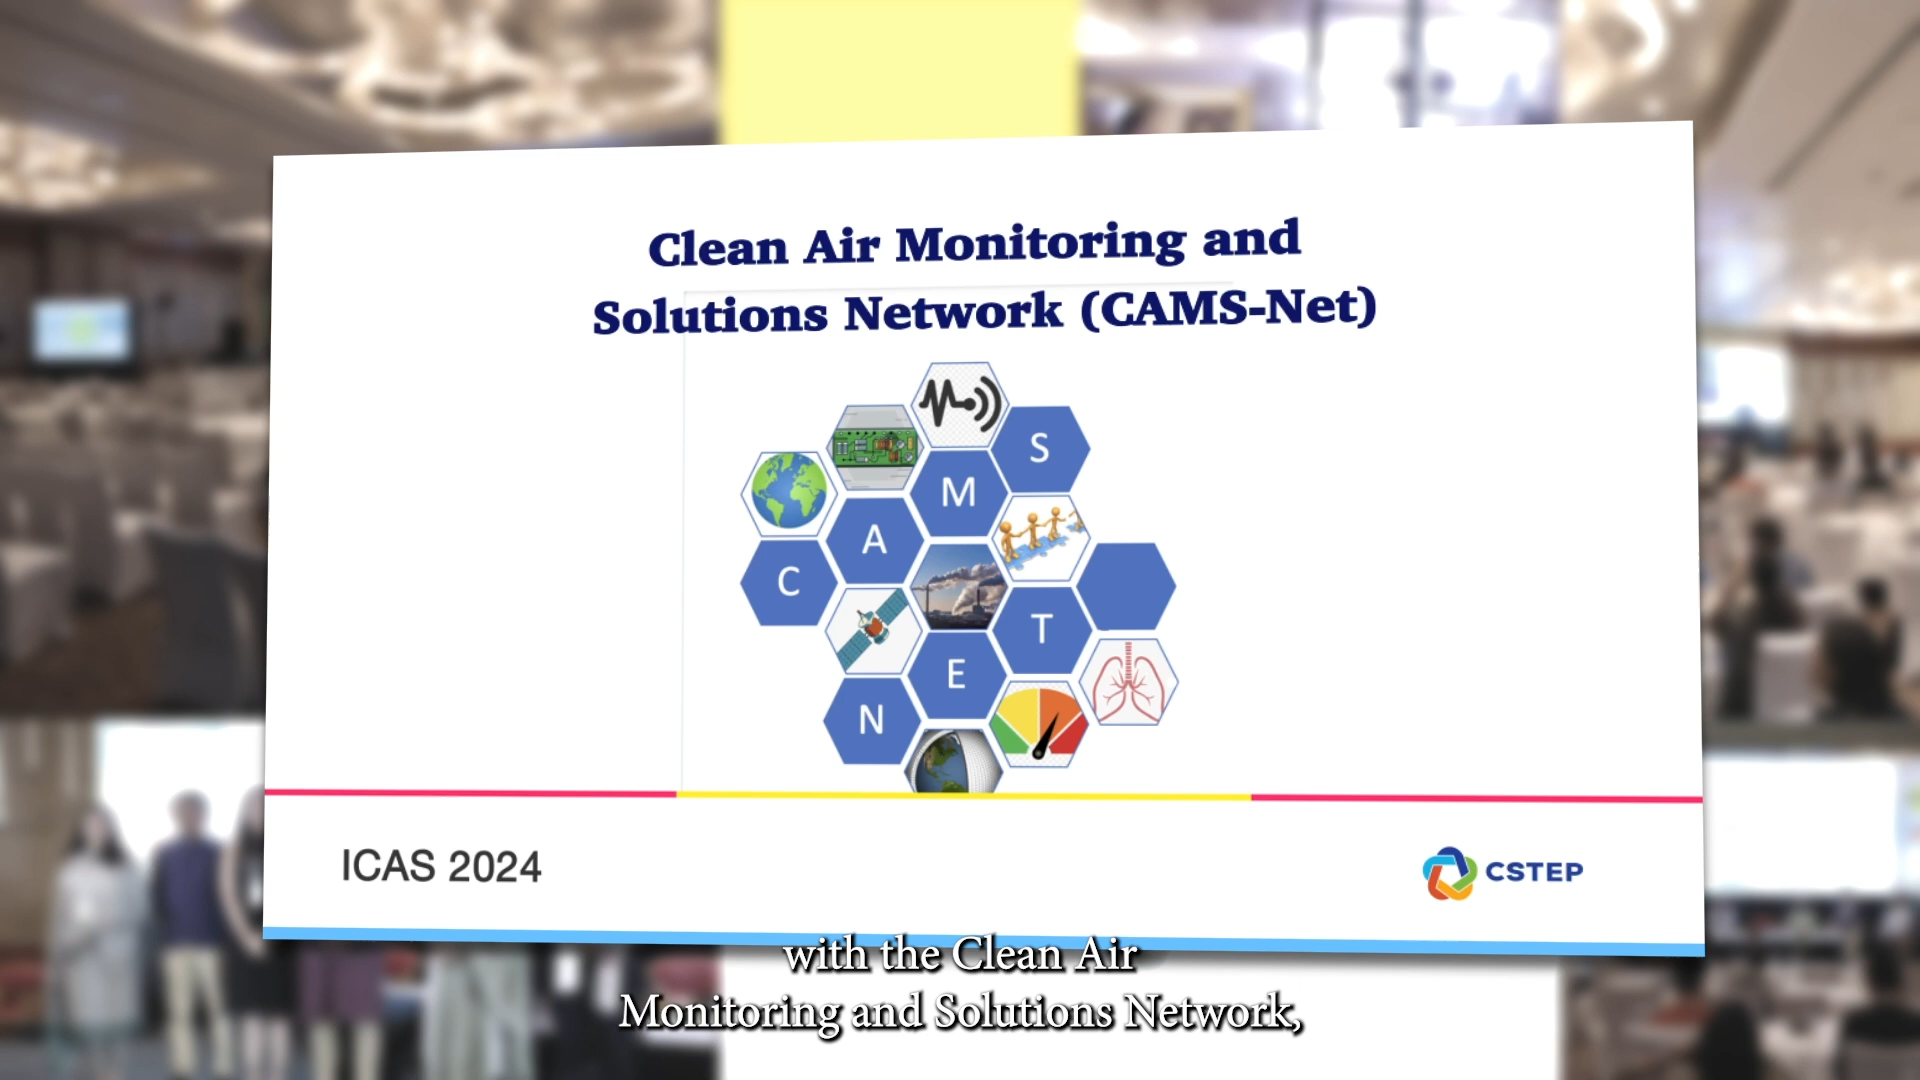 Clean Air Monitoring and
Solutions Network (CAMS-Net)
S
M
A
C
T
E
N
ICAS 2024
CSTEP
with the Clean Air
Monitoring and Solutions Network,